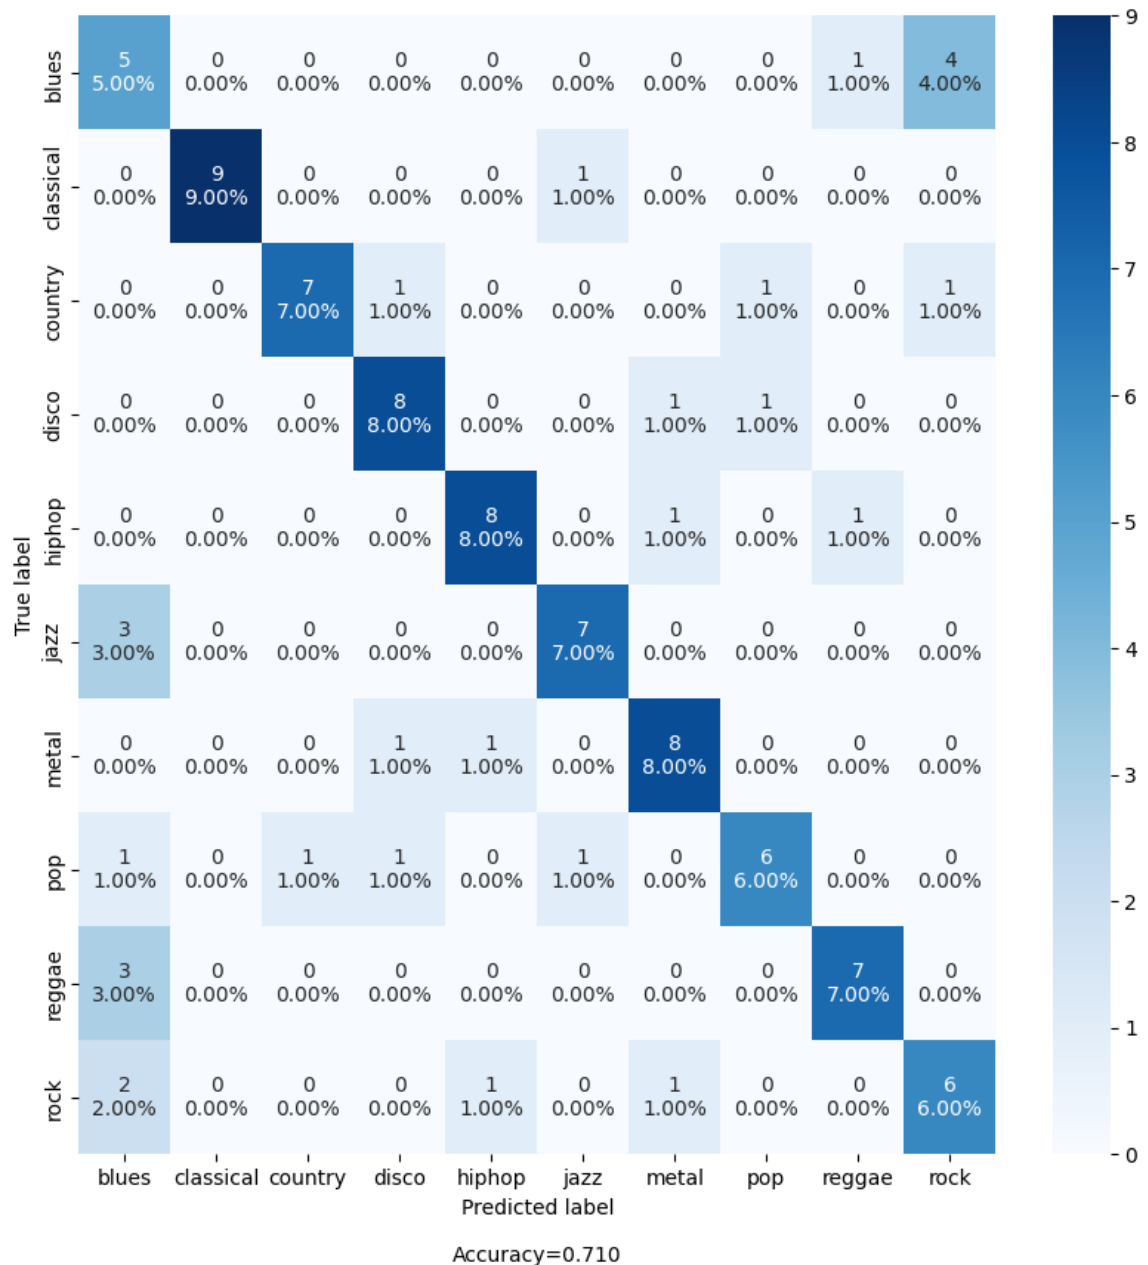 blues 5 0 0 0 0 0 0 0 1 4
5.00% 0.00% 0.00% 0.00% 0.00% 0.00% 0.00% 0.00% 1.00% 4.00%
classical 0 9 0 0 0 1 0 0 0 0
0.00% 9.00% 0.00% 0.00% 0.00% 1.00% 0.00% 0.00% 0.00% 0.00%
country 0 0 7 1 0 0 0 1 0 1
0.00% 0.00% 7.00% 1.00% 0.00% 0.00% 0.00% 1.00% 0.00% 1.00%
disco 0 0 0 8 0 0 1 1 0 0
0.00% 0.00% 0.00% 8.00% 0.00% 0.00% 1.00% 1.00% 0.00% 0.00%
hiphop 0 0 0 0 8 0 1 0 1 0
0.00% 0.00% 0.00% 0.00% 8.00% 0.00% 1.00% 0.00% 1.00% 0.00%
True label
jazz 3 0 0 0 0 7 0 0 0 0
3.00% 0.00% 0.00% 0.00% 0.00% 7.00% 0.00% 0.00% 0.00% 0.00%
metal 0 0 0 1 1 0 8 0 0 0
0.00% 0.00% 0.00% 1.00% 1.00% 0.00% 8.00% 0.00% 0.00% 0.00%
pop 1 0 1 1 0 1 0 6 0 0
1.00% 0.00% 1.00% 1.00% 0.00% 1.00% 0.00% 6.00% 0.00% 0.00%
reggae 3 0 0 0 0 0 0 0 7 0
3.00% 0.00% 0.00% 0.00% 0.00% 0.00% 0.00% 0.00% 7.00% 0.00%
rock 2 0 0 0 1 0 1 0 0 6
2.00% 0.00% 0.00% 0.00% 1.00% 0.00% 1.00% 0.00% 0.00% 6.00%
blues classical country disco hiphop jazz metal pop reggae rock
Predicted label
Accuracy=0.710
9
8
7
6
5
4
3
2
1
0